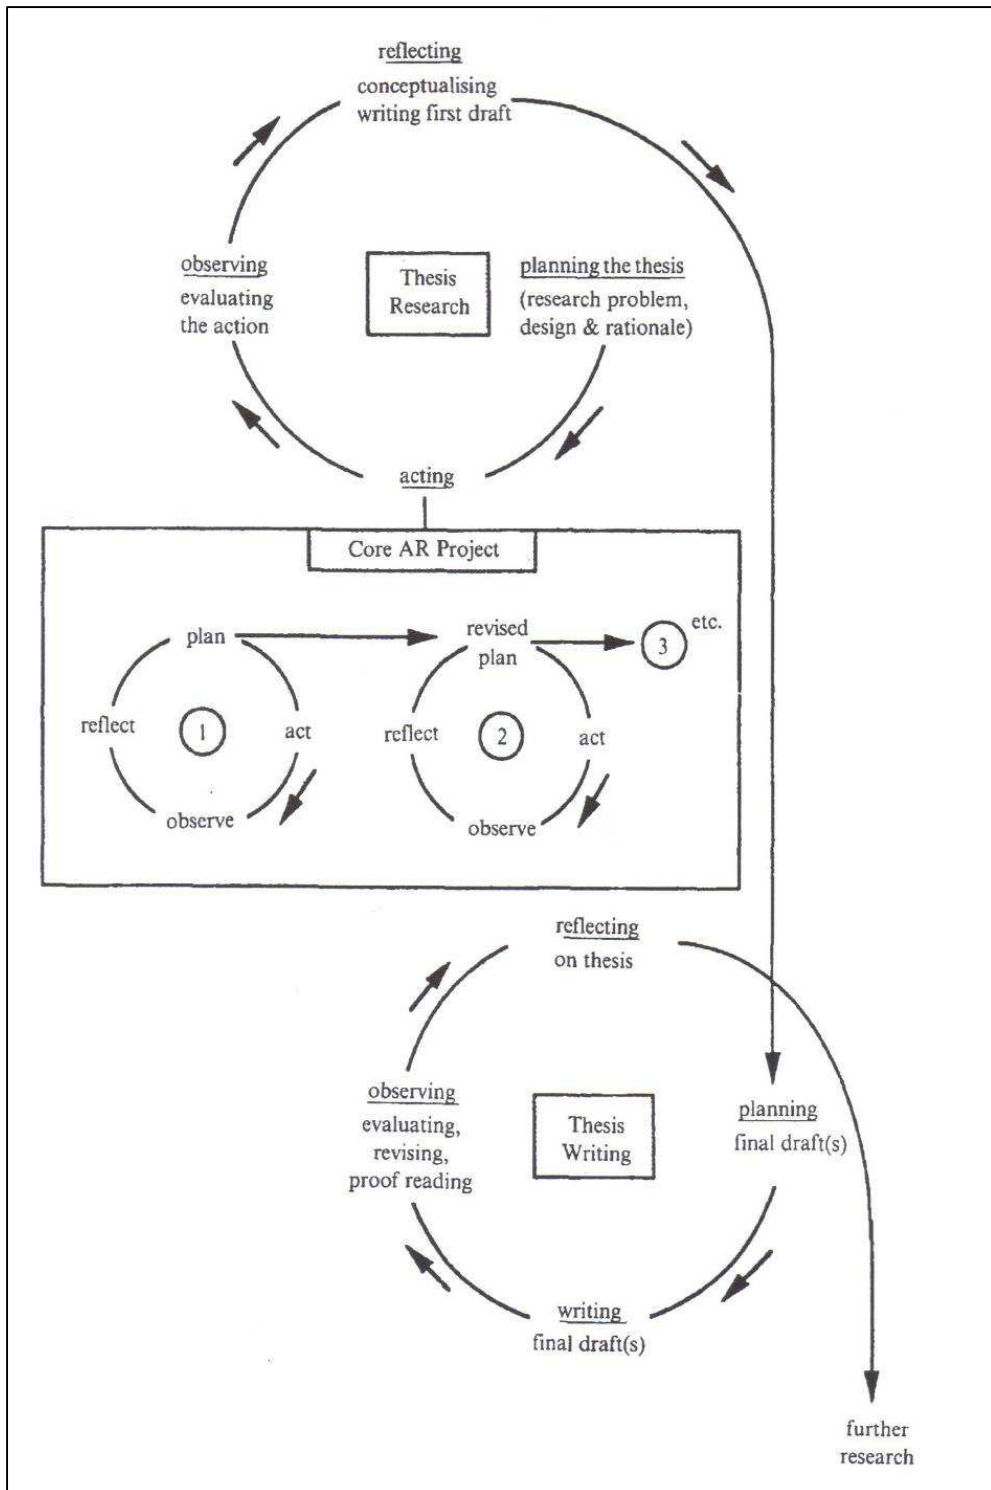 reflecting
conceptualising
writing first draft
observing
evaluating
the action
Thesis
Research
planning the thesis
(research problem,
design & rationale)
acting
Core AR Project
plan
reflect
1
act
observe
revised
plan
reflect
2
act
observe
3
etc.
reflecting
on thesis
observing
evaluating,
revising,
proof reading
Thesis
Writing
planning
final draft(s)
writing
final draft(s)
further
research